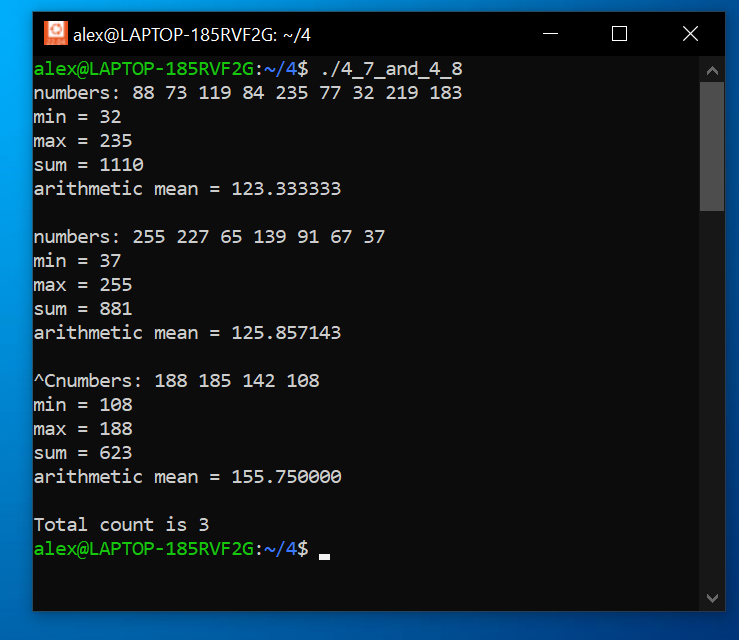 alex@LAPTOP-185RVF2G: ~/4
alex@LAPTOP-185RVF2G:~/4$ ./4_7_and_4_8
numbers: 88 73 119 84 235 77 32 219 183
min = 32
max = 235
sum = 1110
arithmetic mean = 123.333333
numbers: 255 227 65 139 91 67 37
min = 37
max = 255
sum = 881
arithmetic mean = 125.857143
^Cnumbers: 188 185 142 108
min = 108
max = 188
sum = 623
arithmetic mean = 155.750000
Total count is 3
alex@LAPTOP-185RVF2G:~/4$